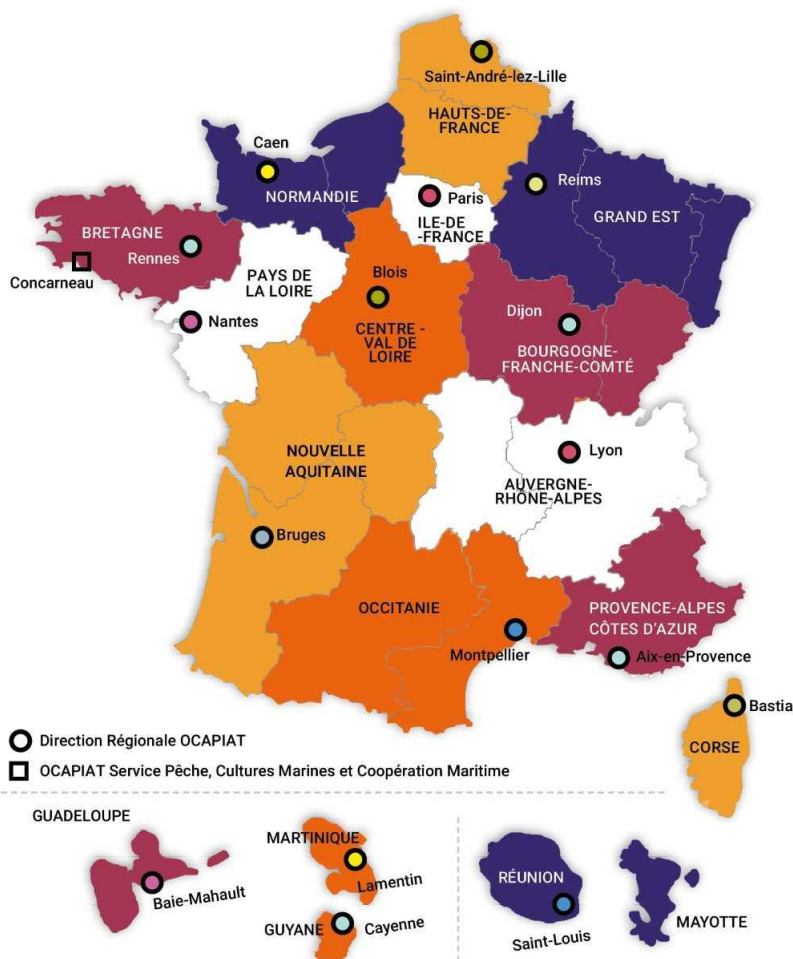 Saint-André-lez-Lille
HAUTS-DE-
FRANCE
Caen
NORMANDIE
Paris
ILE-DE
-FRANCE
Reims
GRAND EST
BRETAGNE
Rennes
Concarneau
PAYS DE
LA LOIRE
Nantes
Blois
CENTRE -
VAL DE
LOIRE
Dijon
BOURGOGNE-
FRANCHE-COMTÉ
NOUVELLE
AQUITAINE
Bruges
Lyon
AUVERGNE-
RHÔNE-ALPES
OCCITANIE
Montpellier
PROVENCE-ALPES
CÔTES D'AZUR
Aix-en-Provence
Bastia
CORSE
Direction Régionale OCAPIAT
OCAPIAT Service Pêche, Cultures Marines et Coopération Maritime
GUADELOUPE
Baie-Mahault
MARTINIQUE
Lamentin
GUYANE
Cayenne
RÉUNION
Saint-Louis
MAYOTTE